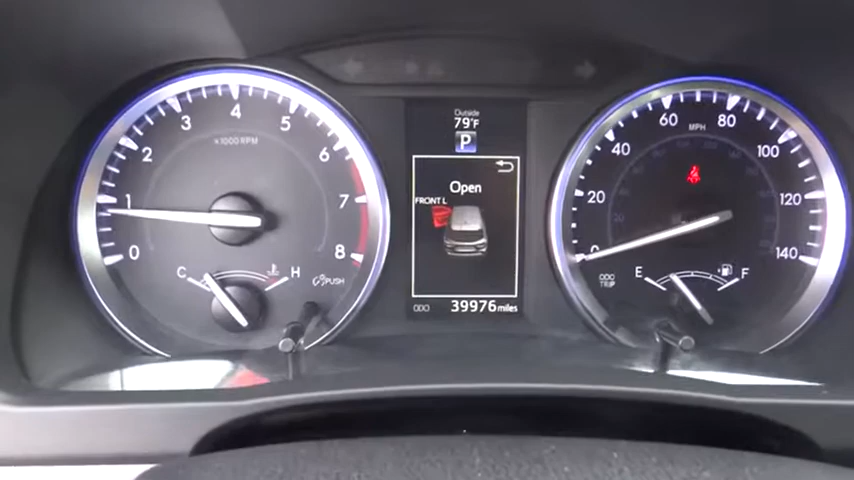 Outside
79°F
P
Open
FRONT L
ODO 39976 miles
0 1 2 3 4 5 6 7 8
x1000 RPM
C H
PUSH
0 20 40 60 80 100 120 140
MPH
ODO
TRIP
E F